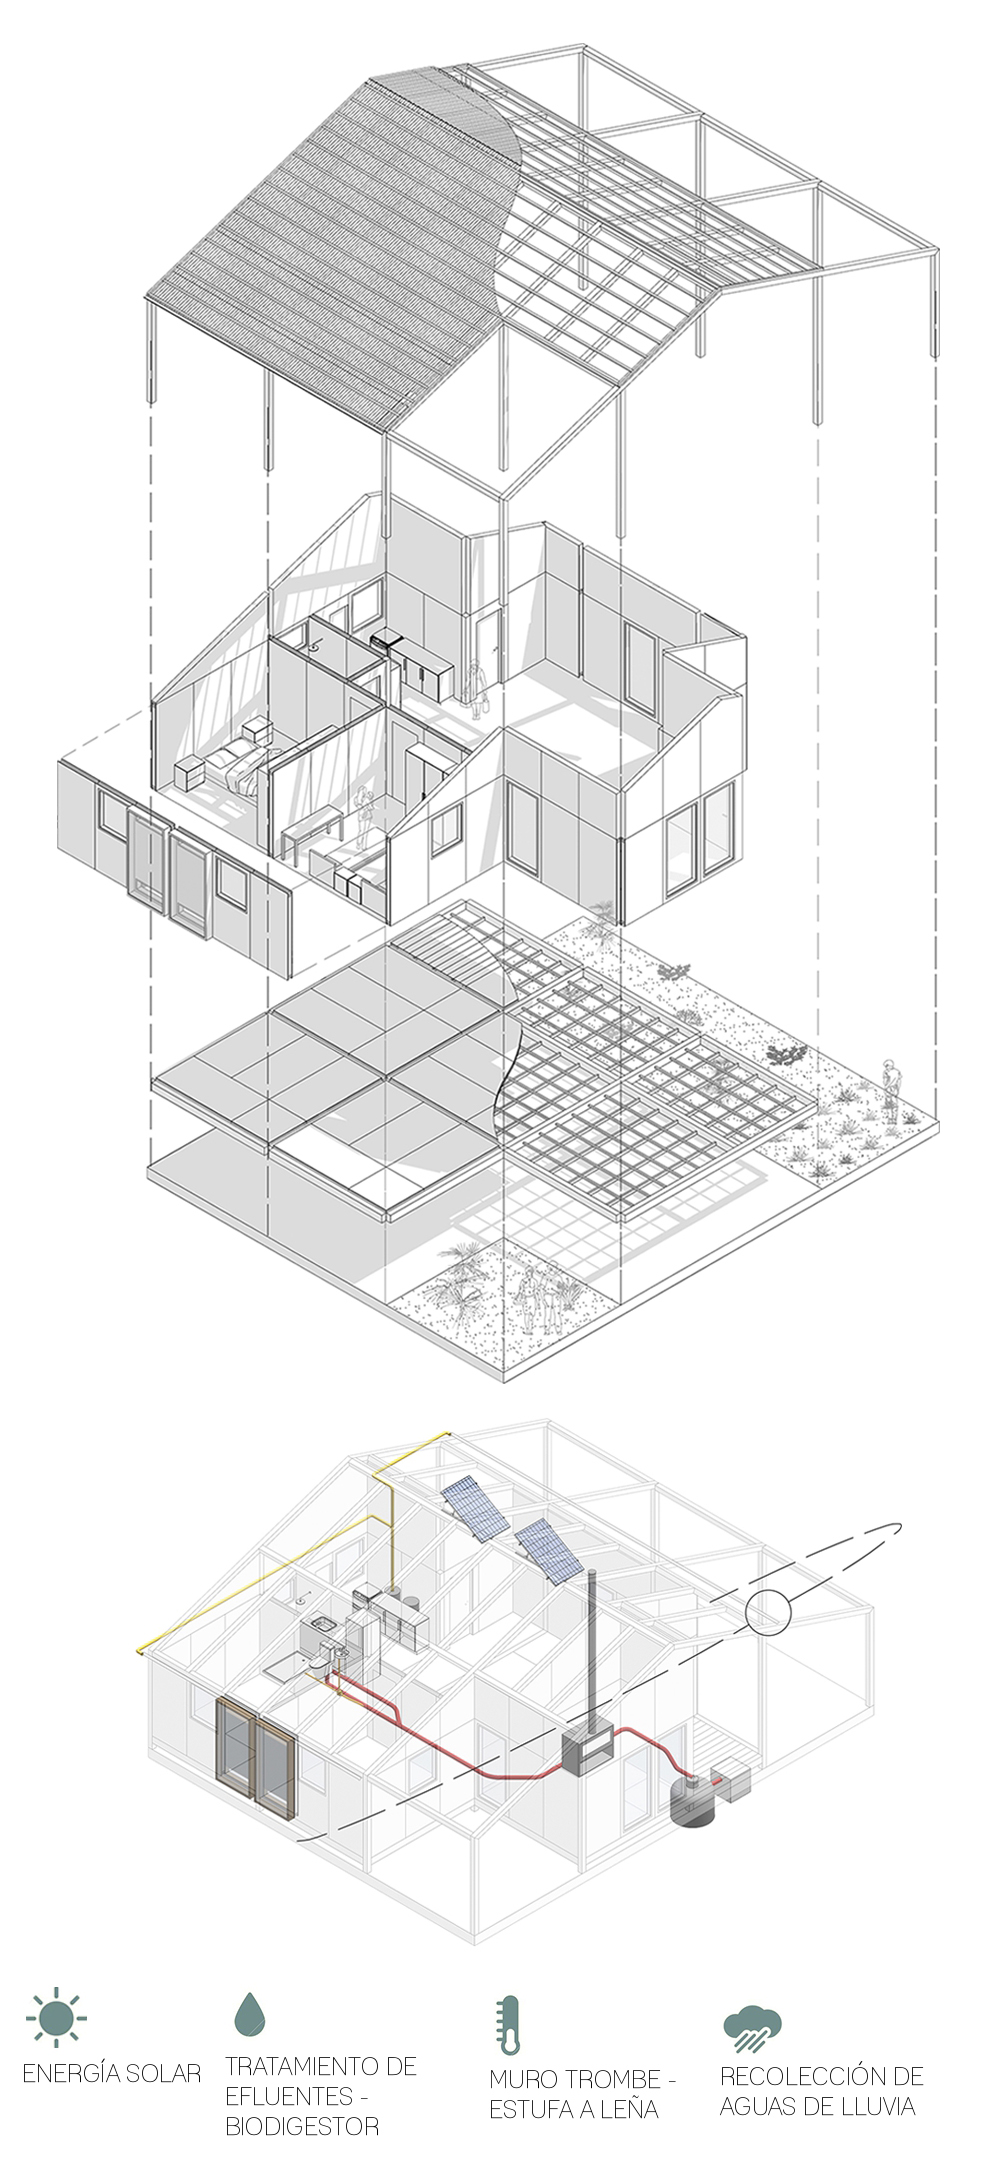 ENERGÍA SOLAR
TRATAMIENTO DE
EFLUENTES -
BIODIGESTOR
MURO TROMBE -
ESTUFA A LEÑA
RECOLECCIÓN DE
AGUAS DE LLUVIA